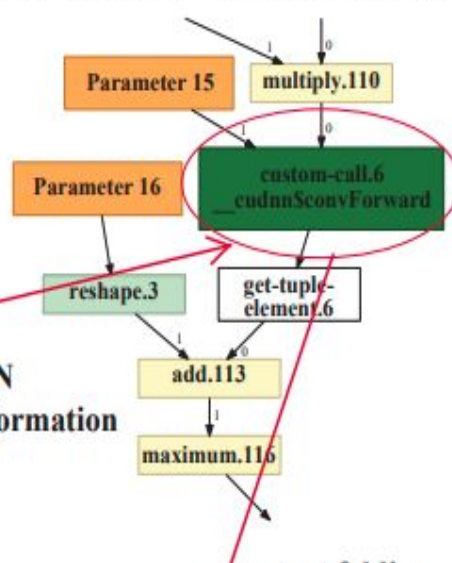 1
0
Parameter 15
multiply.110
1
0
custom-call.6
__cudnn$convForward
Parameter 16
reshape.3
get-tuple-
element.6
1
0
N
add.113
ormation
1
maximum.116